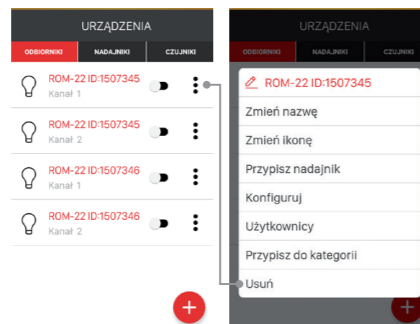 URZĄDZENIA
ODBIORNIKI NADAJNIKI CZUJNIKI
ROM-22 ID:1507345
Kanał 1
ROM-22 ID:1507345
Kanał 2
ROM-22 ID:1507346
Kanał 1
ROM-22 ID:1507346
Kanał 2
+
URZĄDZENIA
ODBIORNIKI NADAJNIKI CZUJNIKI
ROM-22 ID:1507345
Zmień nazwę
Zmień ikonę
Przypisz nadajnik
Konfiguruj
Użytkownicy
Przypisz do kategorii
Usuń
+